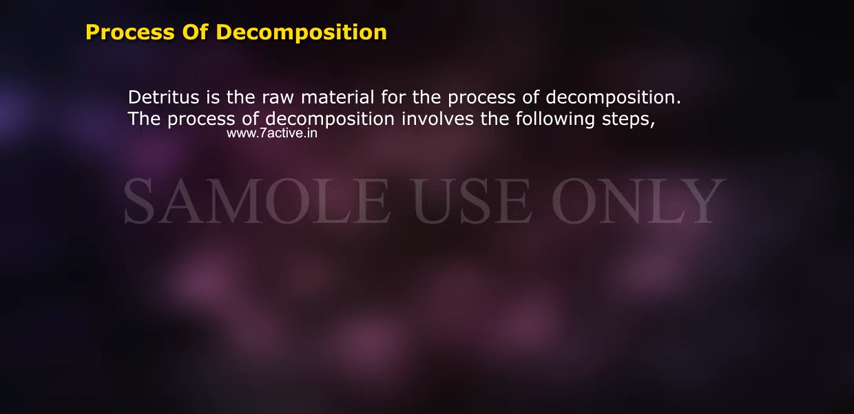 Process Of Decomposition
Detritus is the raw material for the process of decomposition.
The process of decomposition involves the following steps,
www.7active.in
SAMOLE USE ONLY